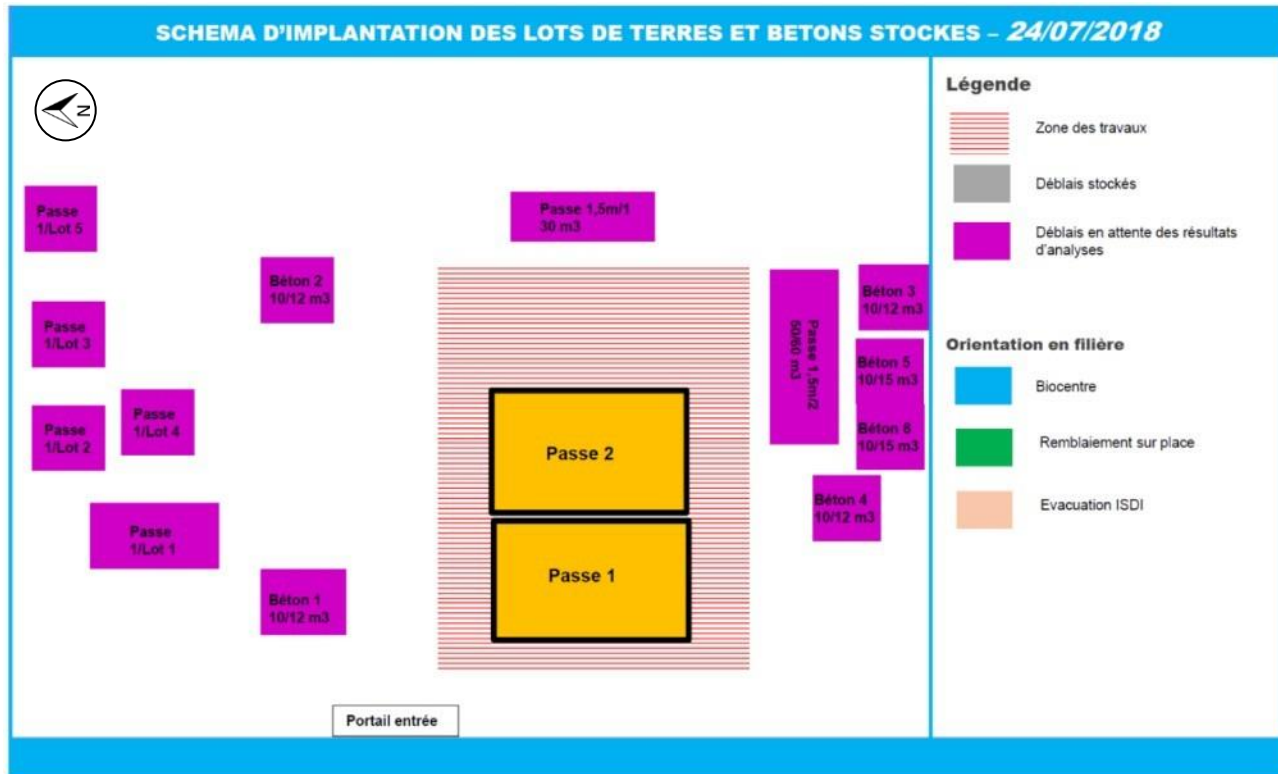 SCHEMA D'IMPLANTATION DES LOTS DE TERRES ET BETONS STOCKES – 24/07/2018
N
Passe
1/Lot 5
Passe 1,5m/1
30 m3
Béton 2
10/12 m3
Béton 3
10/12 m3
Passe
1/Lot 3
Passe 1,5m/2
50/60 m3
Béton 5
10/15 m3
Passe
1/Lot 4
Passe
1/Lot 2
Béton 6
10/15 m3
Passe 2
Béton 4
10/12 m3
Passe
1/Lot 1
Passe 1
Béton 1
10/12 m3
Portail entrée
Légende
Zone des travaux
Déblais stockés
Déblais en attente des résultats
d'analyses
Orientation en filière
Biocentre
Remblaiement sur place
Evacuation ISDI